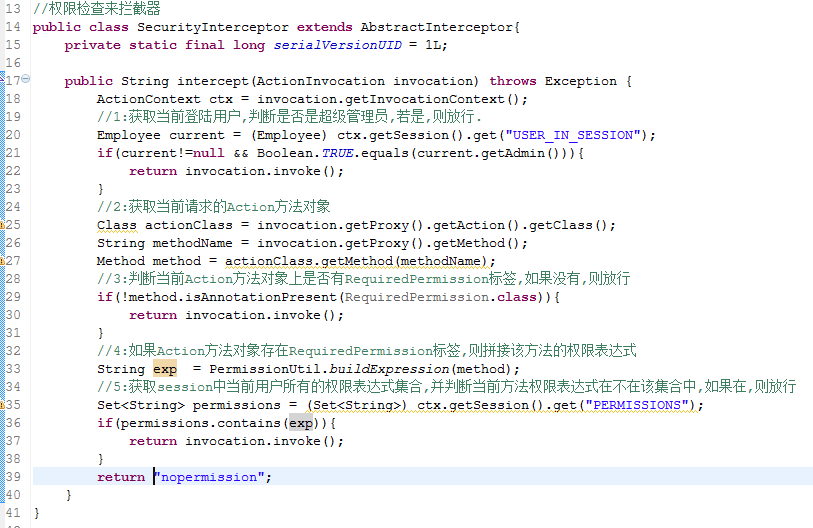 13 //权限检查来拦截器
14 public class SecurityInterceptor extends AbstractInterceptor{
15     private static final long serialVersionUID = 1L;
16
17     public String intercept(ActionInvocation invocation) throws Exception {
18         ActionContext ctx = invocation.getInvocationContext();
19         //1:获取当前登陆用户,判断是否是超级管理员,若是,则放行.
20         Employee current = (Employee) ctx.getSession().get("USER_IN_SESSION");
21         if(current!=null && Boolean.TRUE.equals(current.getAdmin())){
22             return invocation.invoke();
23         }
24         //2:获取当前请求的Action方法对象
25         Class actionClass = invocation.getProxy().getAction().getClass();
26         String methodName = invocation.getProxy().getMethod();
27         Method method = actionClass.getMethod(methodName);
28         //3:判断当前Action方法对象上是否有RequiredPermission标签,如果没有,则放行
29         if(!method.isAnnotationPresent(RequiredPermission.class)){
30             return invocation.invoke();
31         }
32         //4:如果Action方法对象存在RequiredPermission标签,则拼接该方法的权限表达式
33         String exp  = PermissionUtil.buildExpression(method);
34         //5:获取session中当前用户所有的权限表达式集合,并判断当前方法权限表达式在不在该集合中,如果在,则放行
35         Set<String> permissions = (Set<String>) ctx.getSession().get("PERMISSIONS");
36         if(permissions.contains(exp)){
37             return invocation.invoke();
38         }
39         return "nopermission";
40     }
41 }